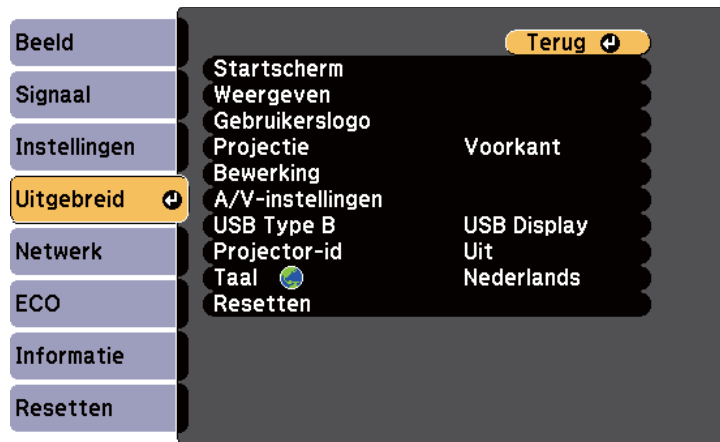 Beeld
Signaal
Instellingen
Uitgebreid
Netwerk
ECO
Informatie
Resetten
Terug
Startscherm
Weergeven
Gebruikerslogo
Projectie Voorkant
Bewerking
A/V-instellingen
USB Type B USB Display
Projector-id Uit
Taal Nederlands
Resetten